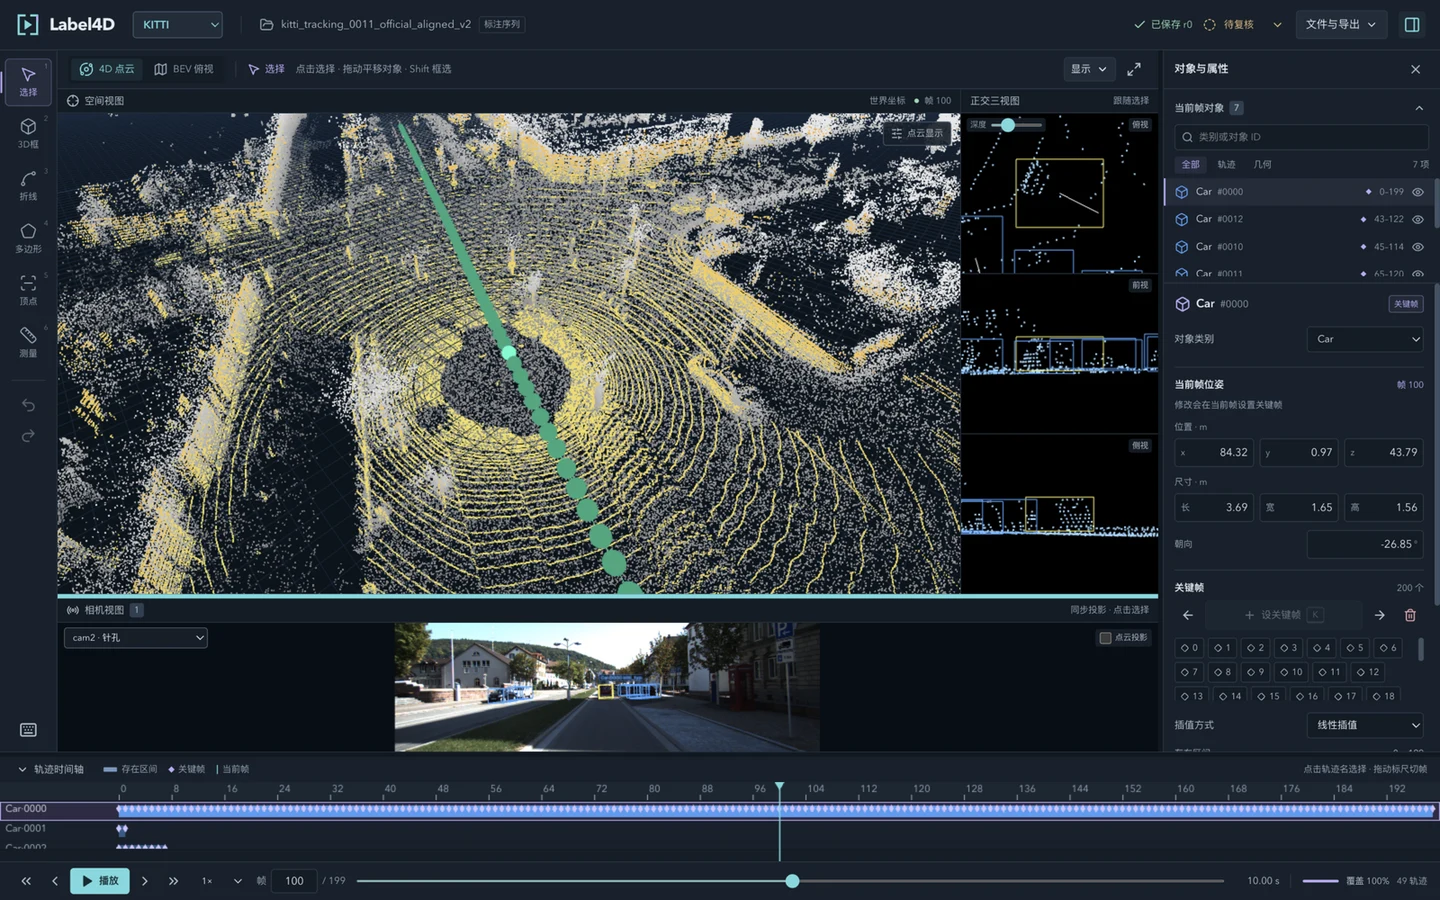 Label4D
KITTI
kitti_tracking_0011_official_aligned_v2
标注序列
已保存 r0
待复核
文件与导出
选择
1
3D框
2
折线
3
多边形
4
顶点
5
测量
6
4D 点云
BEV 俯视
选择
点击选择 · 拖动平移对象 · Shift 框选
显示
空间视图
世界坐标
帧 100
点云显示
正交三视图
跟随选择
深度
俯视
前视
侧视
相机视图
1
同步投影 · 点击选择
cam2 · 针孔
点云投影
对象与属性
当前帧对象
7
类别或对象 ID
全部
轨迹
几何
7 项
Car #0000
0-199
Car #0012
43-122
Car #0010
45-114
Car #0011
65-120
Car #0000
关键帧
对象类别
Car
当前帧位姿
帧 100
修改会在当前帧设置关键帧
位置 · m
x 84.32
y 0.97
z 43.79
尺寸 · m
长 3.69
宽 1.65
高 1.56
朝向
-26.85°
关键帧
200 个
设关键帧 K
0 1 2 3 4 5 6
7 8 9 10 11 12
13 14 15 16 17 18
插值方式
线性插值
轨迹时间轴
存在区间
关键帧
当前帧
点击轨迹名选择 · 拖动标尺切帧
0 8 16 24 32 40 48 56 64 72 80 88 96 104 112 120 128 136 144 152 160 168 176 184 192
Car·0000
Car·0001
Car·0002
播放
1×
帧
100
/ 199
10.00 s
覆盖 100%
49 轨迹